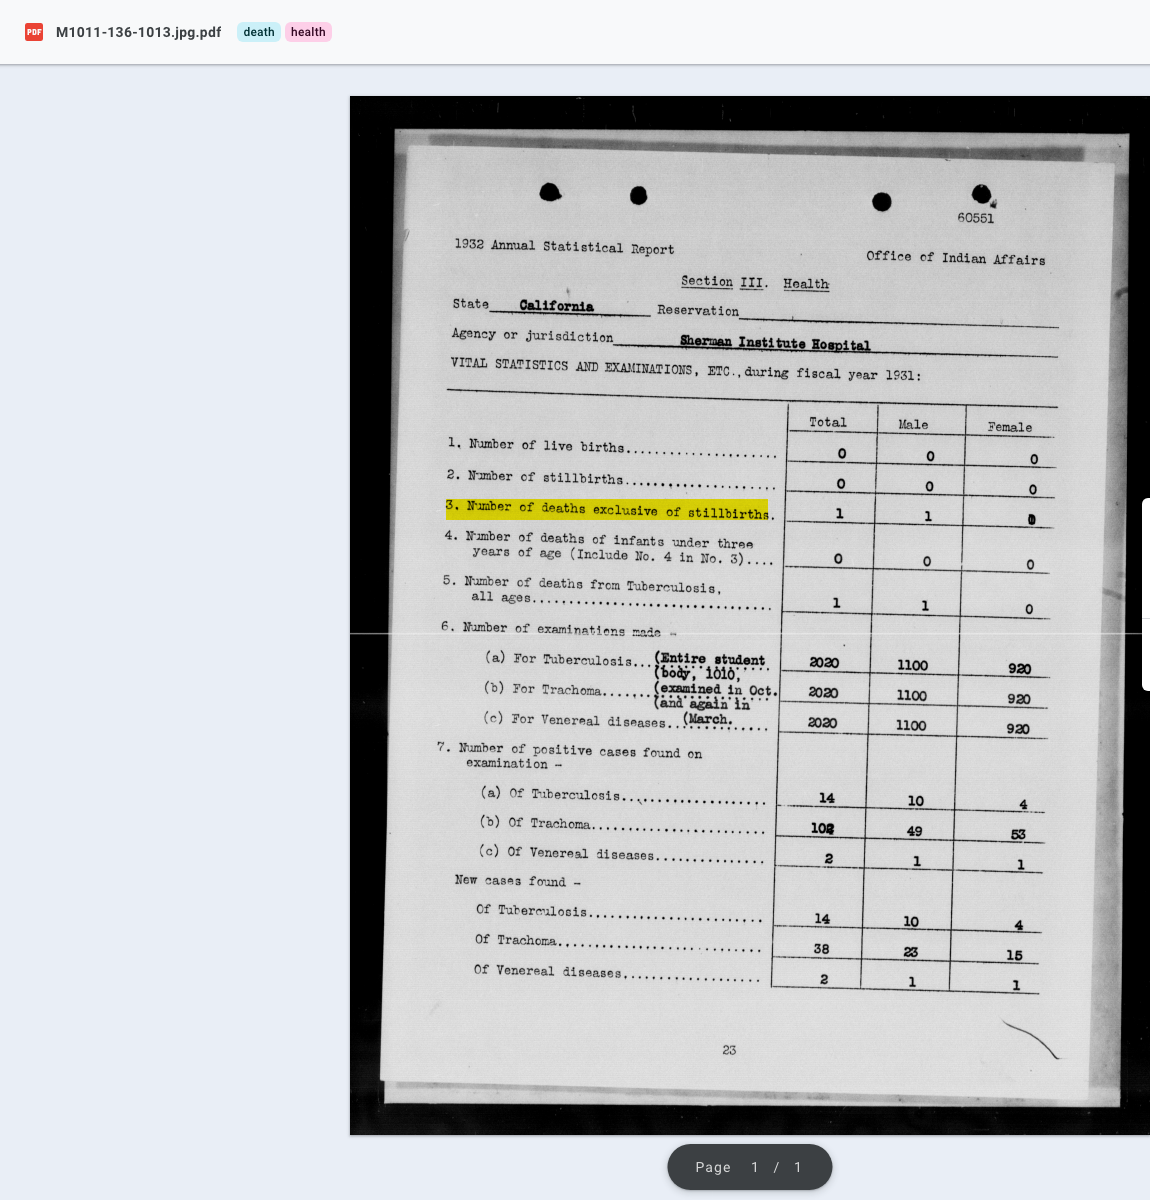 PDF M1011-136-1013.jpg.pdf death health
60551
1932 Annual Statistical Report Office of Indian Affairs
Section III. Health
State California Reservation
Agency or jurisdiction Sherman Institute Hospital
VITAL STATISTICS AND EXAMINATIONS, ETC., during fiscal year 1931:
Total Male Female
1. Number of live births..................... 0 0 0
2. Number of stillbirths..................... 0 0 0
3. Number of deaths exclusive of stillbirths. 1 1
4. Number of deaths of infants under three
years of age (Include No. 4 in No. 3).... 0 0 0
5. Number of deaths from Tuberculosis,
all ages................................. 1 1 0
6. Number of examinations made -
(a) For Tuberculosis...(Entire student 2020 1100 920
(body, 1010,
(b) For Trachoma.......(examined in Oct. 2020 1100 920
(and again in
(c) For Venereal diseases..(March. 2020 1100 920
7. Number of positive cases found on
examination -
(a) Of Tuberculosis................... 14 10 4
(b) Of Trachoma....................... 102 49 53
(c) Of Venereal diseases.............. 2 1 1
New cases found -
Of Tuberculosis....................... 14 10 4
Of Trachoma........................... 38 23 15
Of Venereal diseases.................. 2 1 1
23
Page 1 / 1